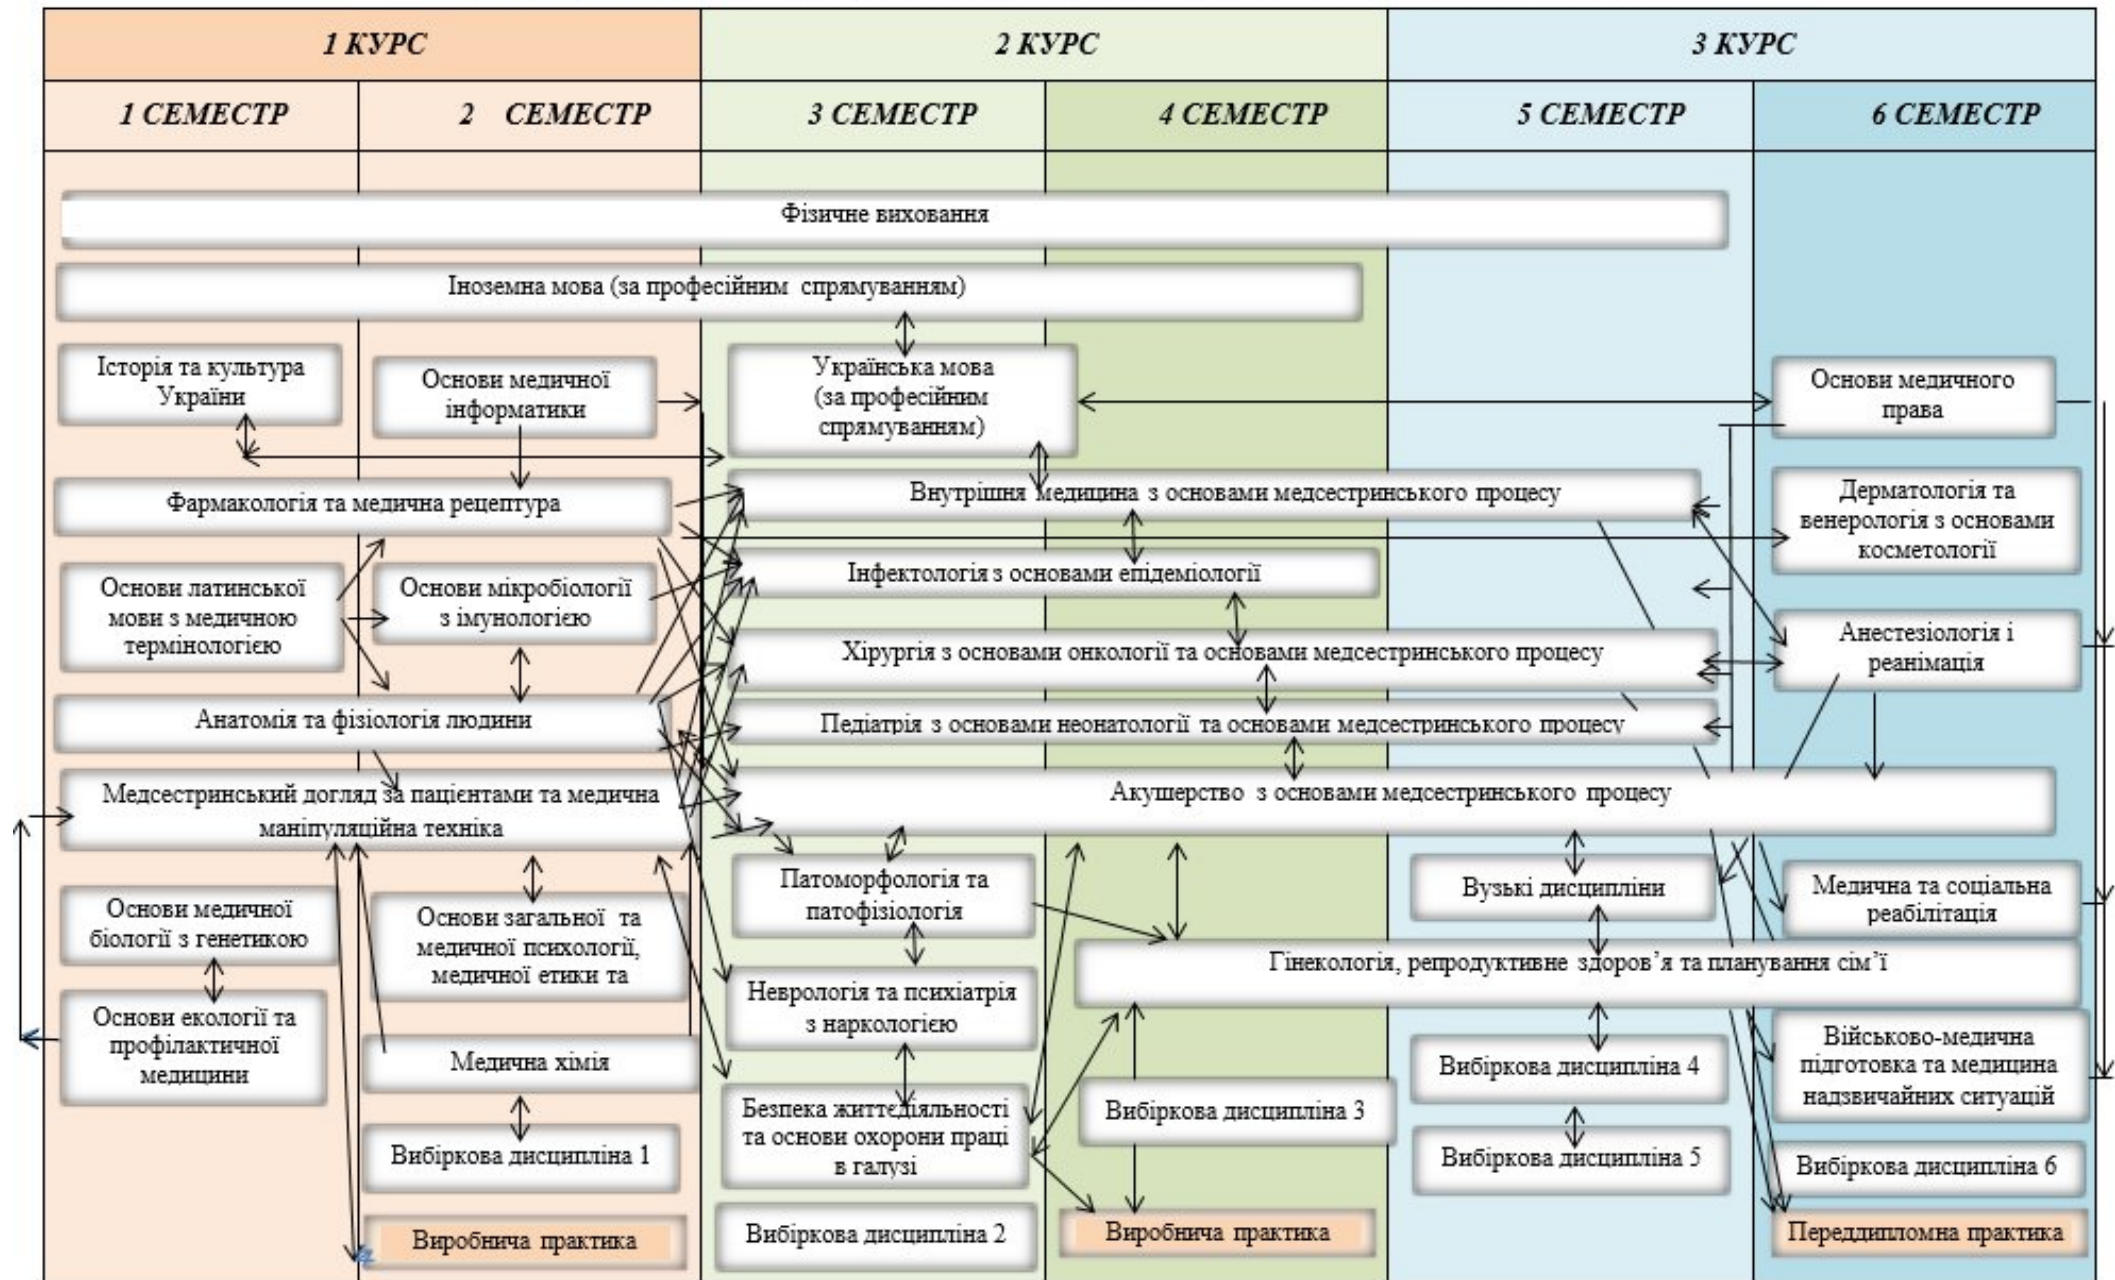 1 КУРС
2 КУРС
3 КУРС
1 СЕМЕСТР
2 СЕМЕСТР
3 СЕМЕСТР
4 СЕМЕСТР
5 СЕМЕСТР
6 СЕМЕСТР
Фізичне виховання
Іноземна мова (за професійним спрямуванням)
Історія та культура
України
Основи медичної
інформатики
Українська мова
(за професійним
спрямуванням)
Основи медичного
права
Фармакологія та медична рецептура
Внутрішня медицина з основами медсестринського процесу
Дерматологія та
венерологія з основами
косметології
Основи латинської
мови з медичною
термінологією
Основи мікробіології
з імунологією
Інфектологія з основами епідеміології
Хірургія з основами онкології та основами медсестринського процесу
Анестезіологія і
реанімація
Анатомія та фізіологія людини
Педіатрія з основами неонатології та основами медсестринського процесу
Медсестринський догляд за пацієнтами та медична
маніпуляційна техніка
Акушерство з основами медсестринського процесу
Основи медичної
біології з генетикою
Основи загальної та
медичної психології,
медичної етики та
Патоморфологія та
патофізіологія
Вузькі дисципліни
Медична та соціальна
реабілітація
Гінекологія, репродуктивне здоров’я та планування сім’ї
Основи екології та
профілактичної
медицини
Неврологія та психіатрія
з наркологією
Медична хімія
Вибіркова дисципліна 4
Військово-медична
підготовка та медицина
надзвичайних ситуацій
Безпека життєдіяльності
та основи охорони праці
в галузі
Вибіркова дисципліна 3
Вибіркова дисципліна 1
Вибіркова дисципліна 5
Вибіркова дисципліна 6
Виробнича практика
Вибіркова дисципліна 2
Виробнича практика
Переддипломна практика